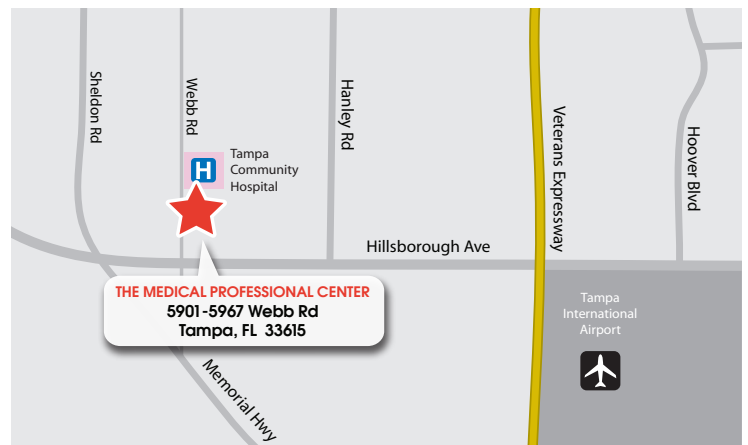 Sheldon Rd
Webb Rd
Hanley Rd
Veterans Expressway
Hoover Blvd
H
Tampa
Community
Hospital
Hillsborough Ave
THE MEDICAL PROFESSIONAL CENTER
5901-5967 Webb Rd
Tampa, FL 33615
Tampa
International
Airport
Memorial Hwy